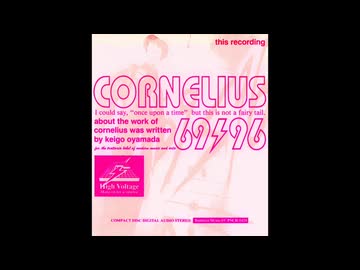 this recording
CORNELIUS
I could say, "once upon a time" but this is not a fairy tail.
about the work of
cornelius was written
by keigo oyamada
69/96
High Voltage
COMPACT DISC DIGITAL AUDIO STEREO